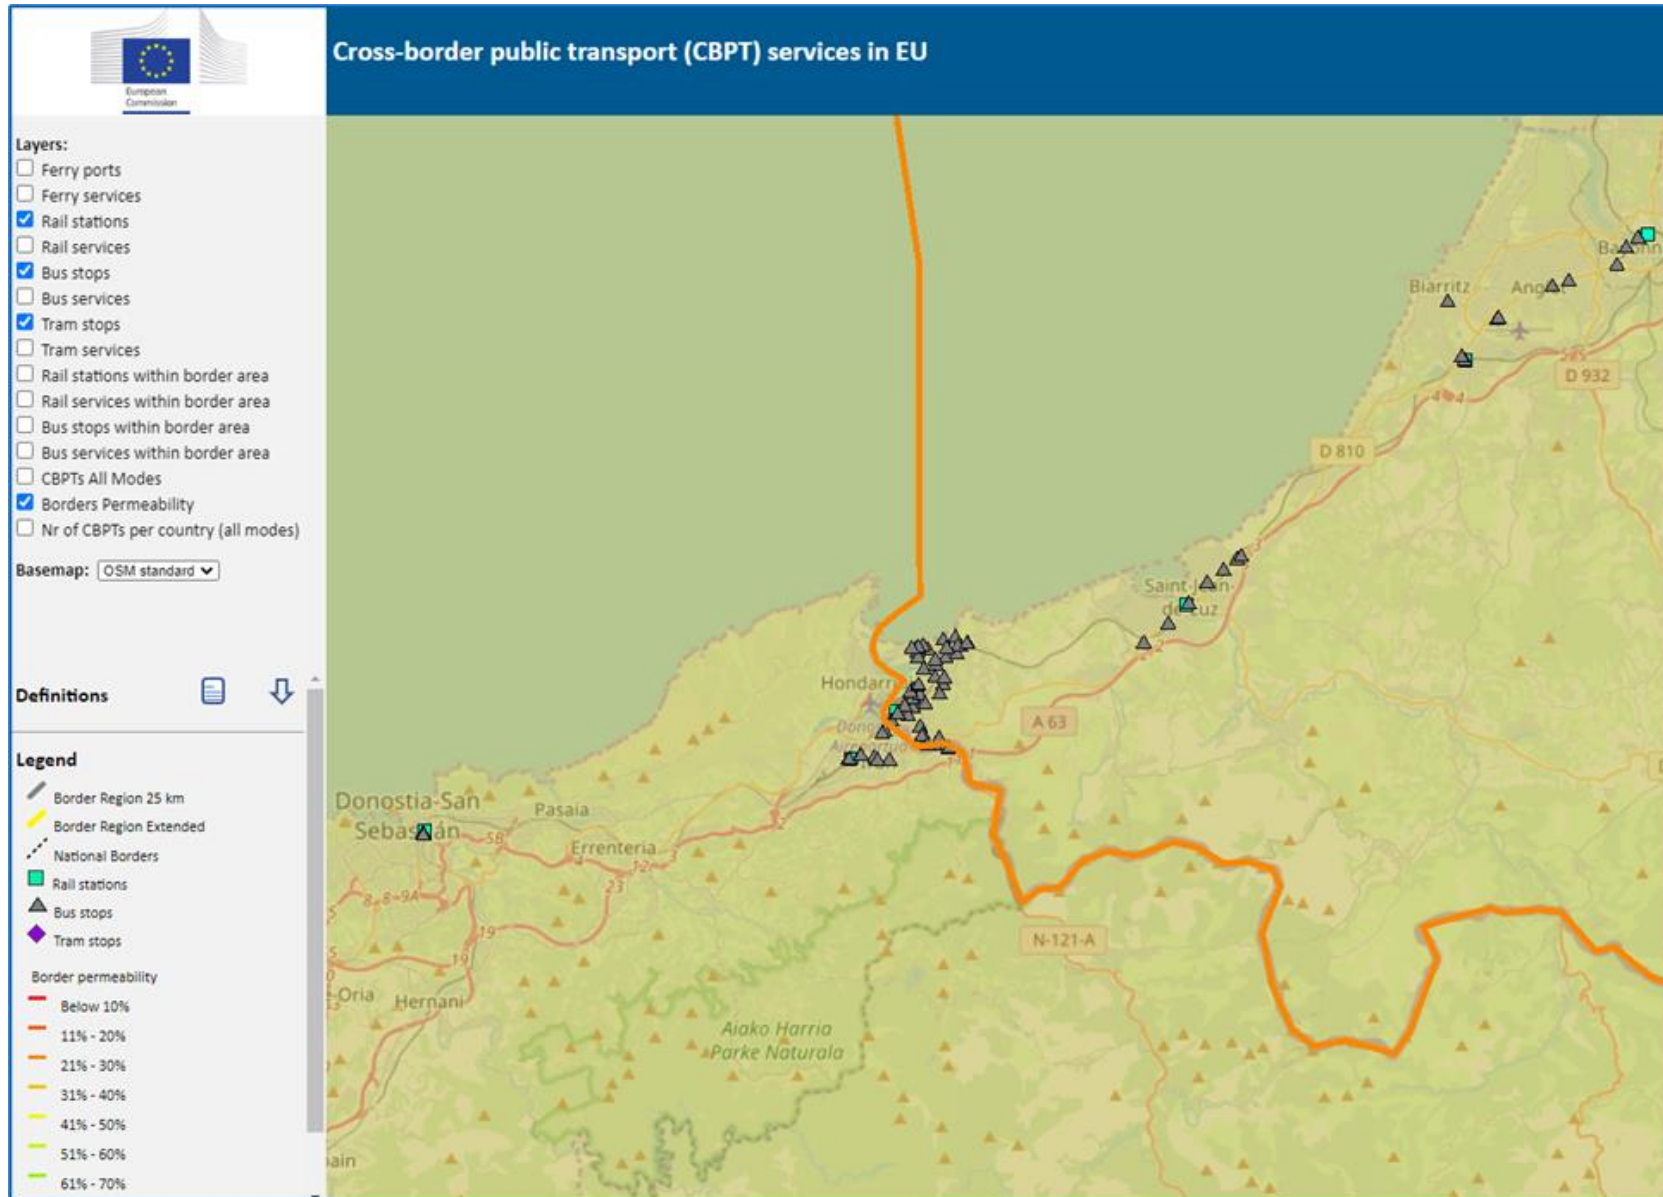 European
Commission
Cross-border public transport (CBPT) services in EU
Layers:
Ferry ports
Ferry services
Rail stations
Rail services
Bus stops
Bus services
Tram stops
Tram services
Rail stations within border area
Rail services within border area
Bus stops within border area
Bus services within border area
CBPTs All Modes
Borders Permeability
Nr of CBPTs per country (all modes)
Basemap: OSM standard
Definitions
Legend
Border Region 25 km
Border Region Extended
National Borders
Rail stations
Bus stops
Tram stops
Border permeability
Below 10%
11% - 20%
21% - 30%
31% - 40%
41% - 50%
51% - 60%
61% - 70%
Biarritz
D 932
D 810
Saint-Jean-
de-Luz
A 63
Donostia-San
Sebastián
Pasaia
Errenteria
N-121-A
Oria
Hernani
19
19
23
Aiako Harria
Parke Naturala